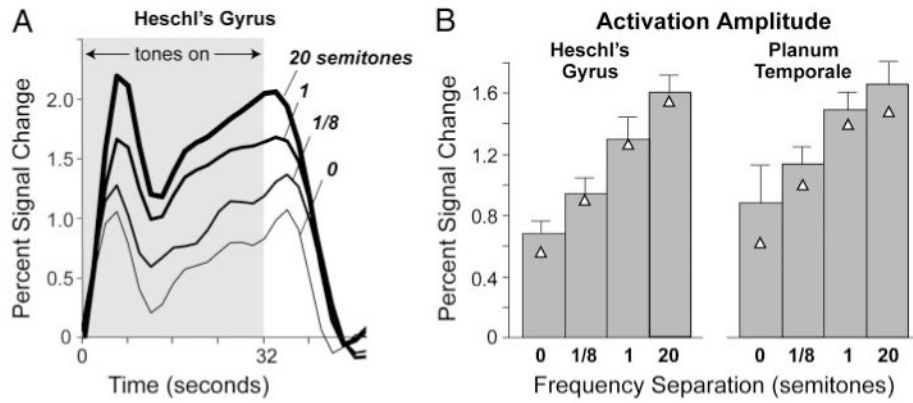 A
Heschl's Gyrus
tones on
20 semitones
1
1/8
0
Percent Signal Change
2.0
1.5
1.0
0.5
0
0
32
Time (seconds)
B
Activation Amplitude
Heschl's
Gyrus
Planum
Temporale
Percent Signal Change
1.6
1.2
0.8
0.4
0
0 1/8 1 20
0 1/8 1 20
Frequency Separation (semitones)